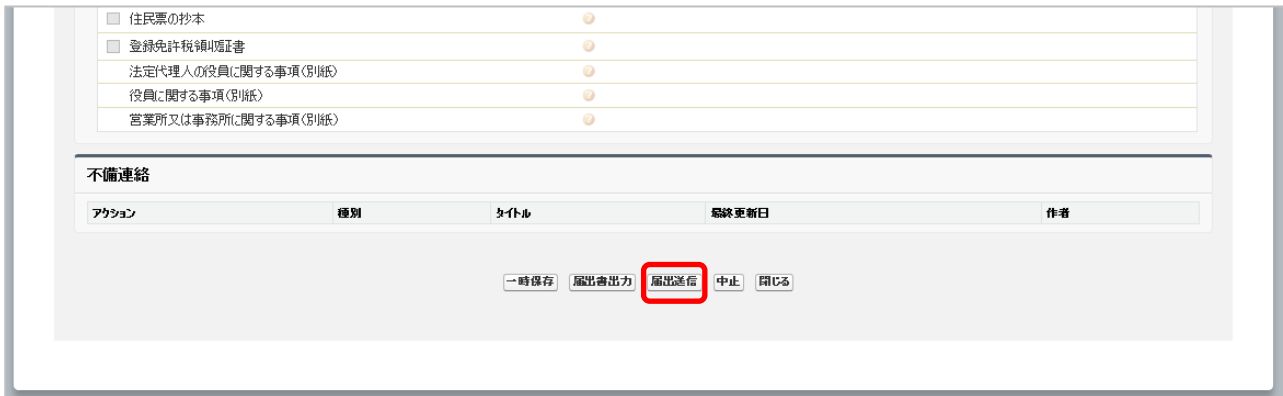 住民票の抄本
登録免許税領収証書
法定代理人の役員に関する事項(別紙)
役員に関する事項(別紙)
営業所又は事務所に関する事項(別紙)
不備連絡
アクション 種別 タイトル 最終更新日 作者
一時保存 届出書出力 届出送信 中止 閉じる